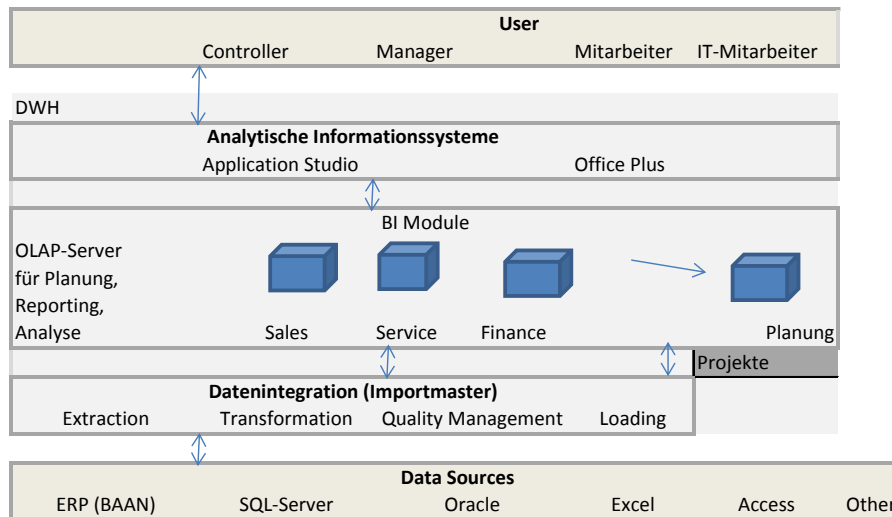 User
Controller Manager Mitarbeiter IT-Mitarbeiter
DWH
Analytische Informationssysteme
Application Studio Office Plus
BI Module
OLAP-Server
für Planung,
Reporting,
Analyse Sales Service Finance Planung
Projekte
Datenintegration (Importmaster)
Extraction Transformation Quality Management Loading
Data Sources
ERP (BAAN) SQL-Server Oracle Excel Access Other